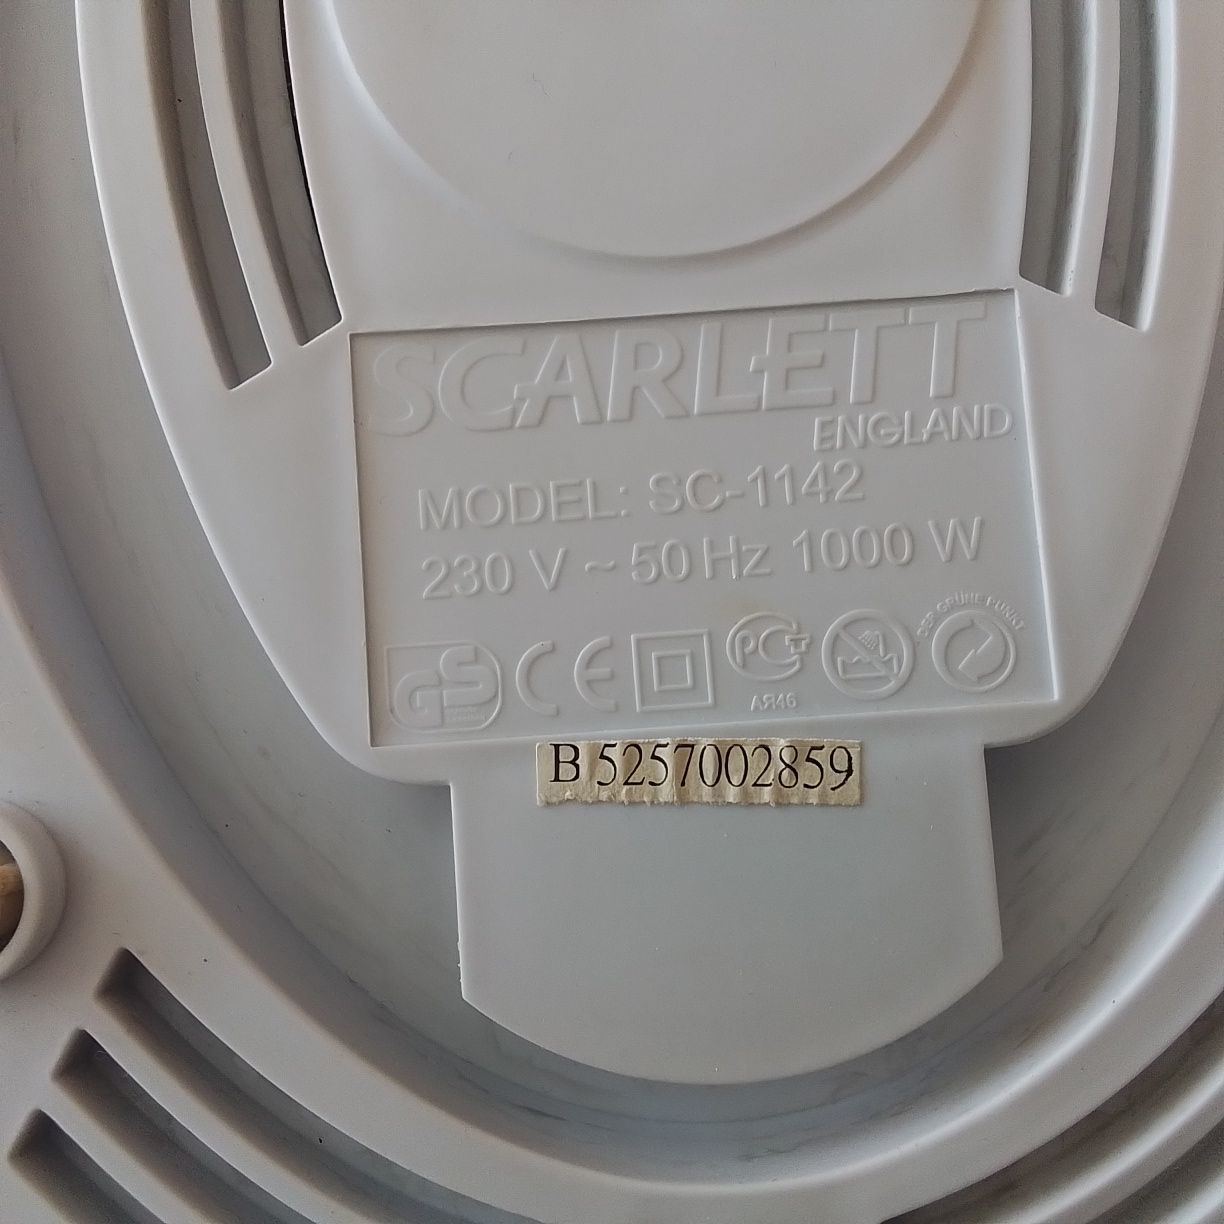 SCARLETT
ENGLAND
MODEL: SC-1142
230 V ~ 50 Hz 1000 W
GS CE PCT DER GRÜNE PUNKT
АЯ46
B 5257002859